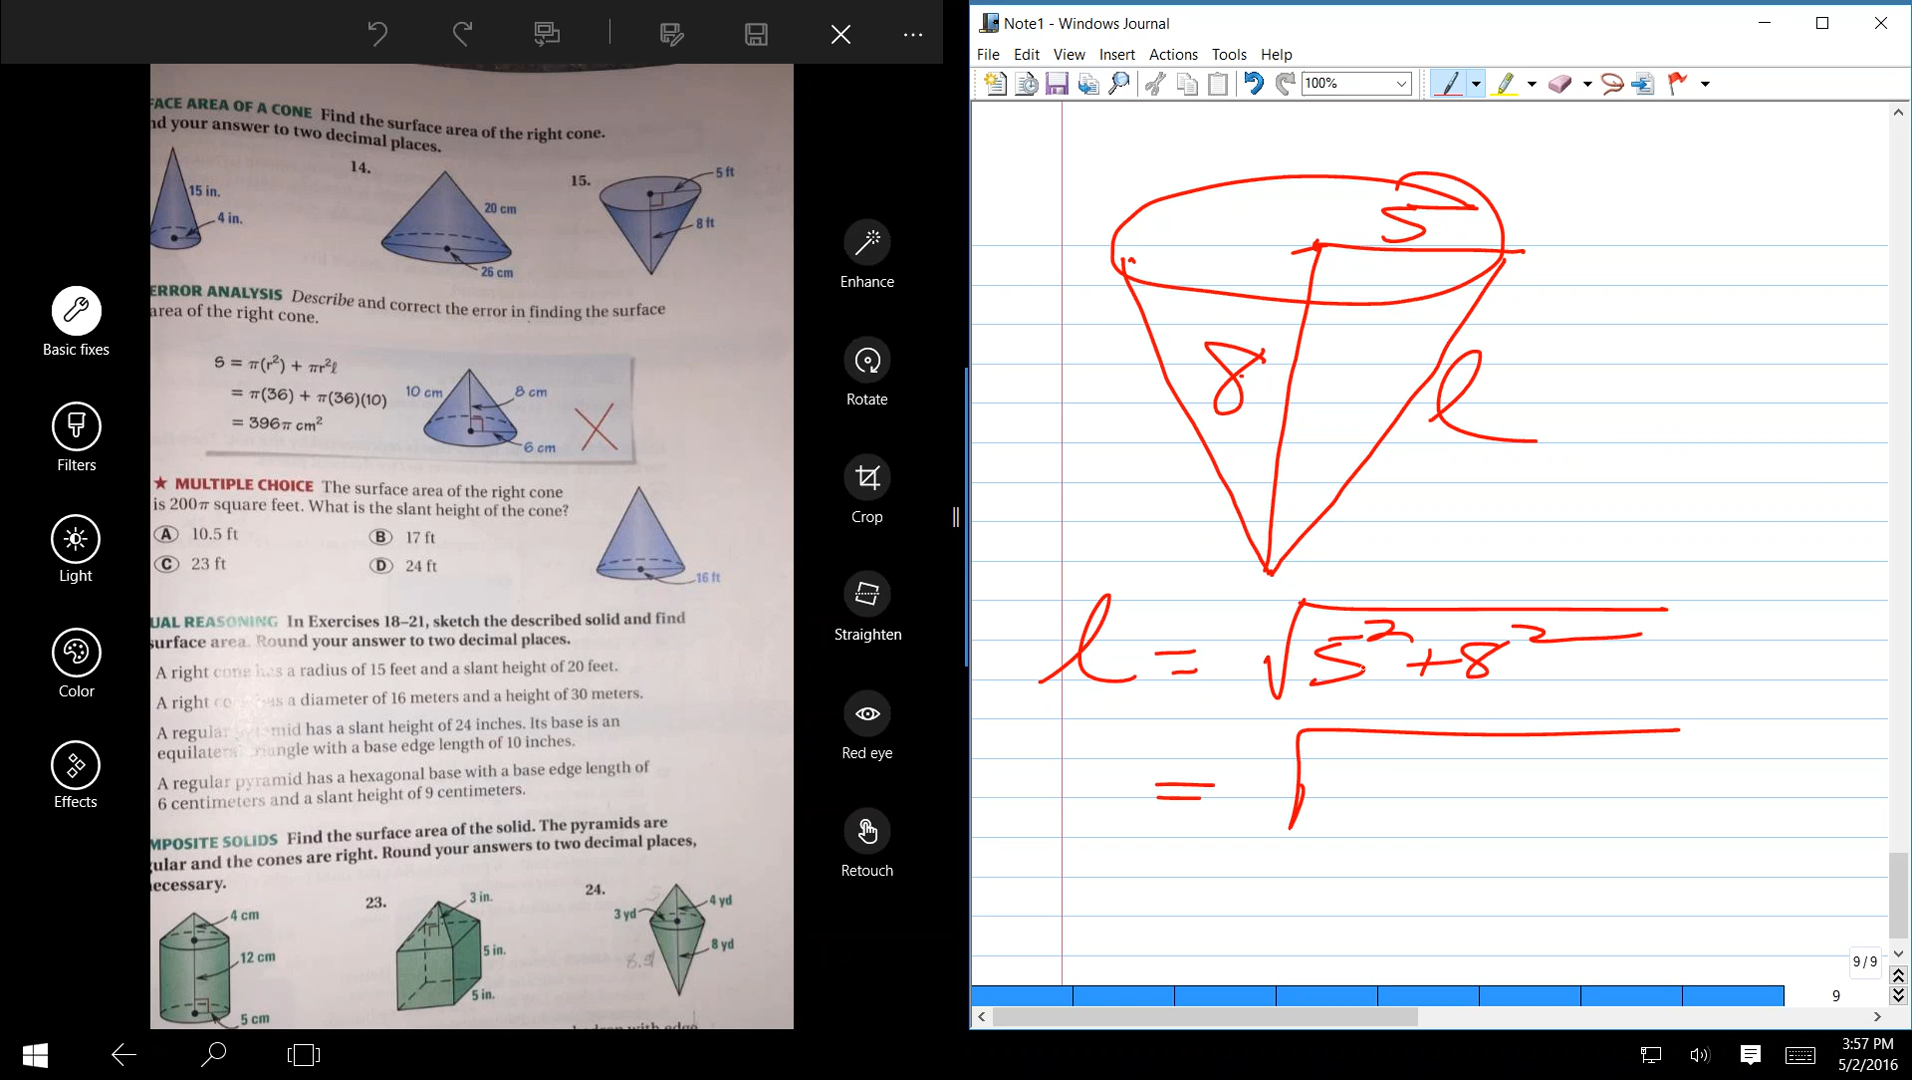 Note1 - Windows Journal
File Edit View Insert Actions Tools Help
100%
FACE AREA OF A CONE Find the surface area of the right cone.
nd your answer to two decimal places.
15 in.
4 in.
14.
20 cm
26 cm
15.
5 ft
8 ft
ERROR ANALYSIS Describe and correct the error in finding the surface
area of the right cone.
S = π(r²) + πr²ℓ
= π(36) + π(36)(10)
= 396π cm²
10 cm
8 cm
6 cm
★ MULTIPLE CHOICE The surface area of the right cone
is 200π square feet. What is the slant height of the cone?
A 10.5 ft
B 17 ft
C 23 ft
D 24 ft
16 ft
UAL REASONING In Exercises 18–21, sketch the described solid and find
surface area. Round your answer to two decimal places.
A right cone has a radius of 15 feet and a slant height of 20 feet.
A right has a diameter of 16 meters and a height of 30 meters.
A regular pyramid has a slant height of 24 inches. Its base is an
equilateral triangle with a base edge length of 10 inches.
A regular pyramid has a hexagonal base with a base edge length of
6 centimeters and a slant height of 9 centimeters.
MPOSITE SOLIDS Find the surface area of the solid. The pyramids are
gular and the cones are right. Round your answers to two decimal places,
ecessary.
4 cm
12 cm
5 cm
23.
3 in.
5 in.
5 in.
24.
4 yd
3 yd
8 yd
Basic fixes
Filters
Light
Color
Effects
Enhance
Rotate
Crop
Straighten
Red eye
Retouch
5
8
ℓ
ℓ = √5² + 8²
= √
9 / 9
9
3:57 PM
5/2/2016